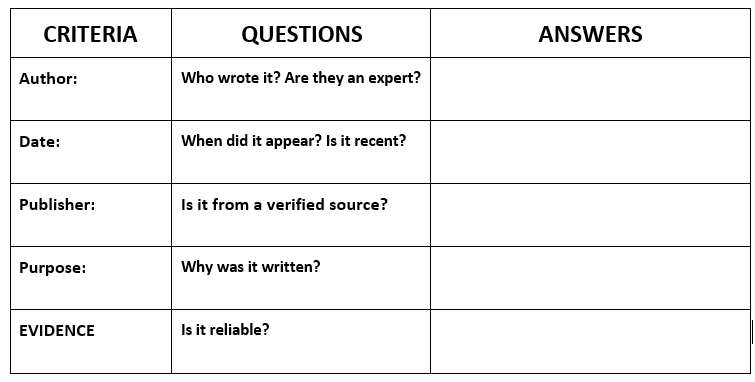 CRITERIA QUESTIONS ANSWERS
Author: Who wrote it? Are they an expert?
Date: When did it appear? Is it recent?
Publisher: Is it from a verified source?
Purpose: Why was it written?
EVIDENCE Is it reliable?